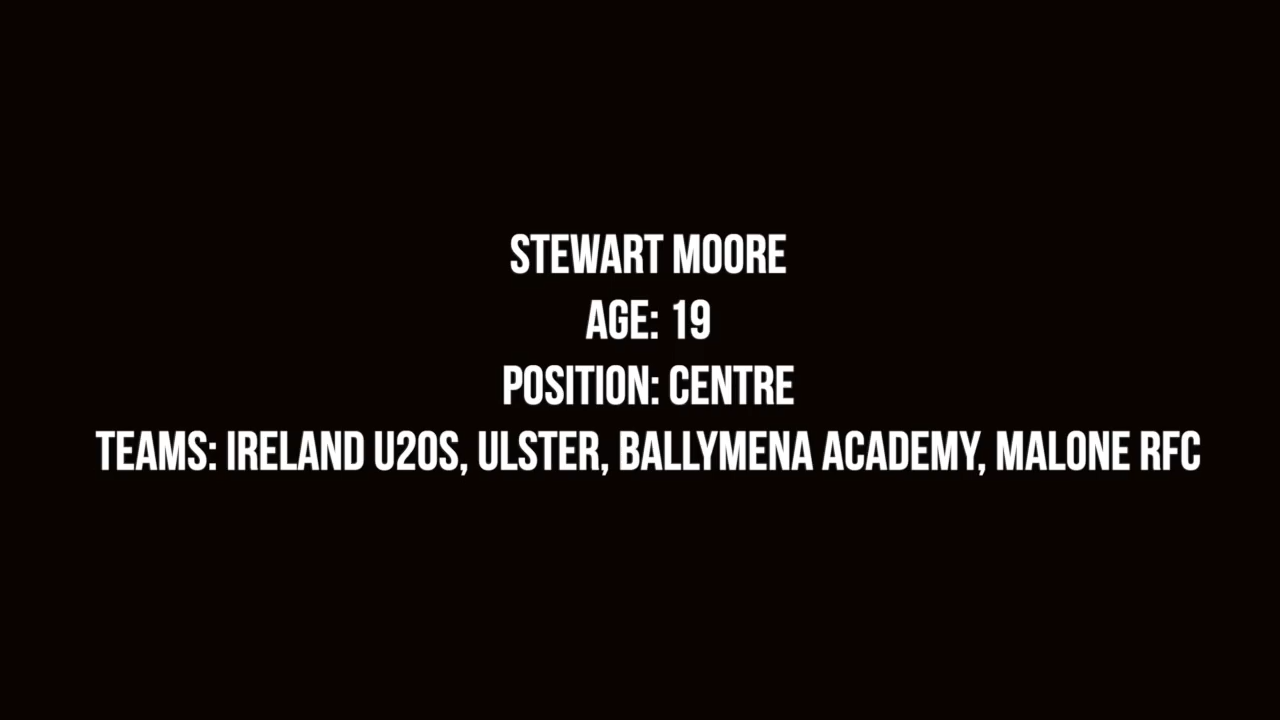 STEWART MOORE
AGE: 19
POSITION: CENTRE
TEAMS: IRELAND U20S, ULSTER, BALLYMENA ACADEMY, MALONE RFC